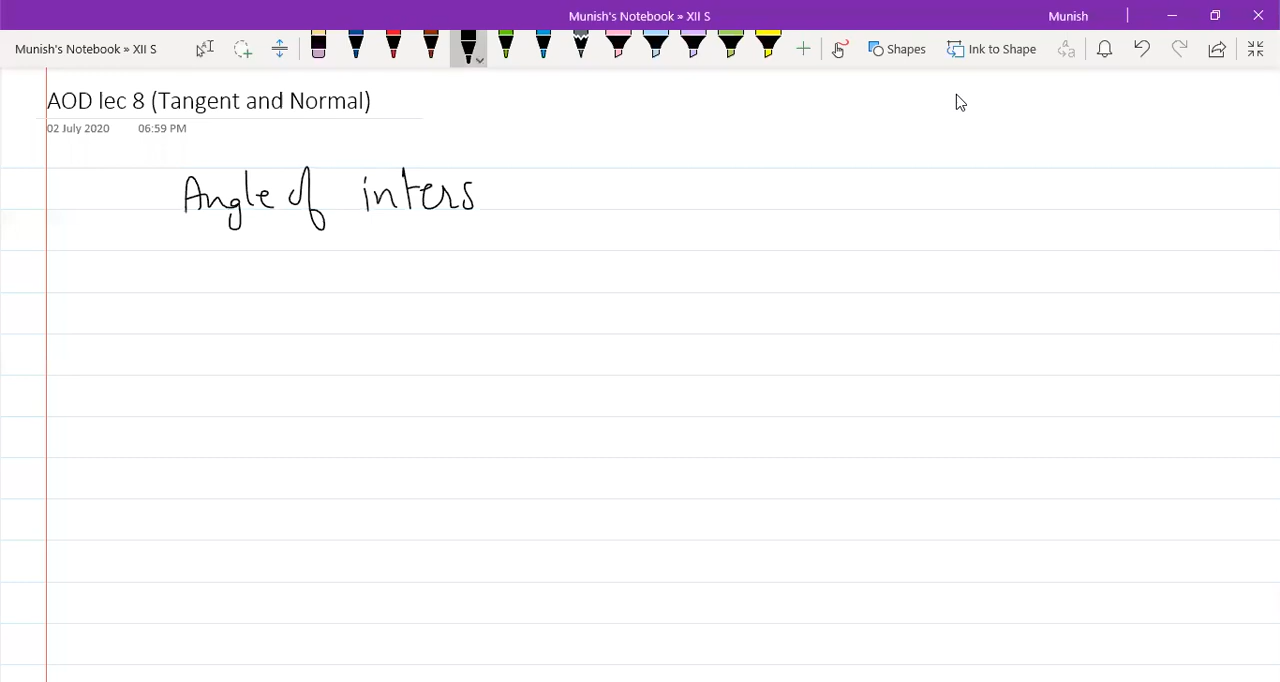 Munish's Notebook » XII S
Munish
Munish's Notebook » XII S
Shapes
Ink to Shape
AOD lec 8 (Tangent and Normal)
02 July 2020 06:59 PM
Angle of inters